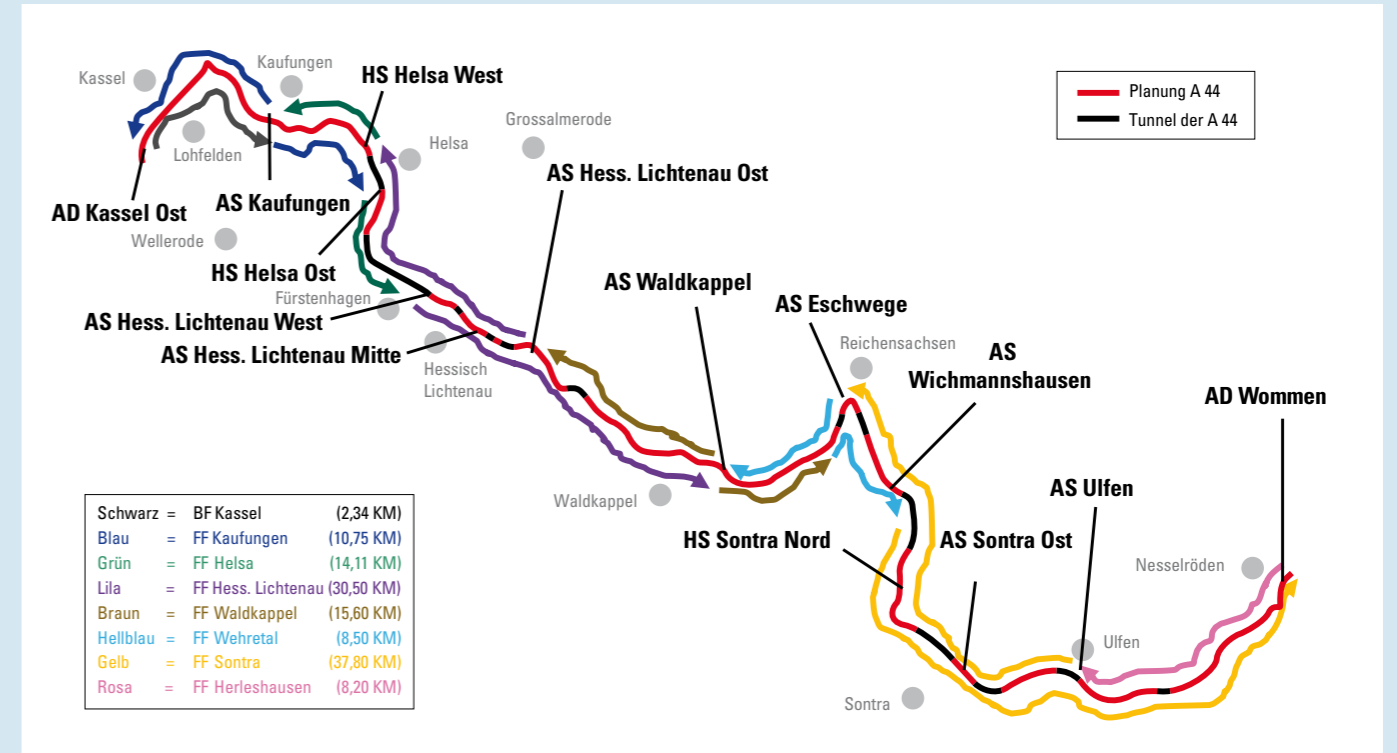 Kassel
Kaufungen
HS Helsa West
Planung A 44
Tunnel der A 44
Grossalmerode
Helsa
Lohfelden
AS Hess. Lichtenau Ost
AS Kaufungen
AD Kassel Ost
Wellerode
HS Helsa Ost
AS Waldkappel
Fürstenhagen
AS Eschwege
AS Hess. Lichtenau West
Reichensachsen
AS Hess. Lichtenau Mitte
AS
Wichmannshausen
Hessisch
Lichtenau
AD Wommen
AS Ulfen
Waldkappel
HS Sontra Nord
AS Sontra Ost
Nesselröden
Ulfen
Sontra
Schwarz = BF Kassel (2,34 KM)
Blau = FF Kaufungen (10,75 KM)
Grün = FF Helsa (14,11 KM)
Lila = FF Hess. Lichtenau (30,50 KM)
Braun = FF Waldkappel (15,60 KM)
Hellblau = FF Wehretal (8,50 KM)
Gelb = FF Sontra (37,80 KM)
Rosa = FF Herleshausen (8,20 KM)